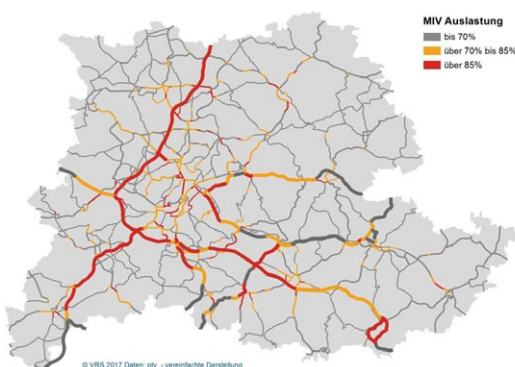 MIV Auslastung
bis 70%
über 70% bis 85%
über 85%
© VRS 2017 Daten: ptv - vereinfachte Darstellung